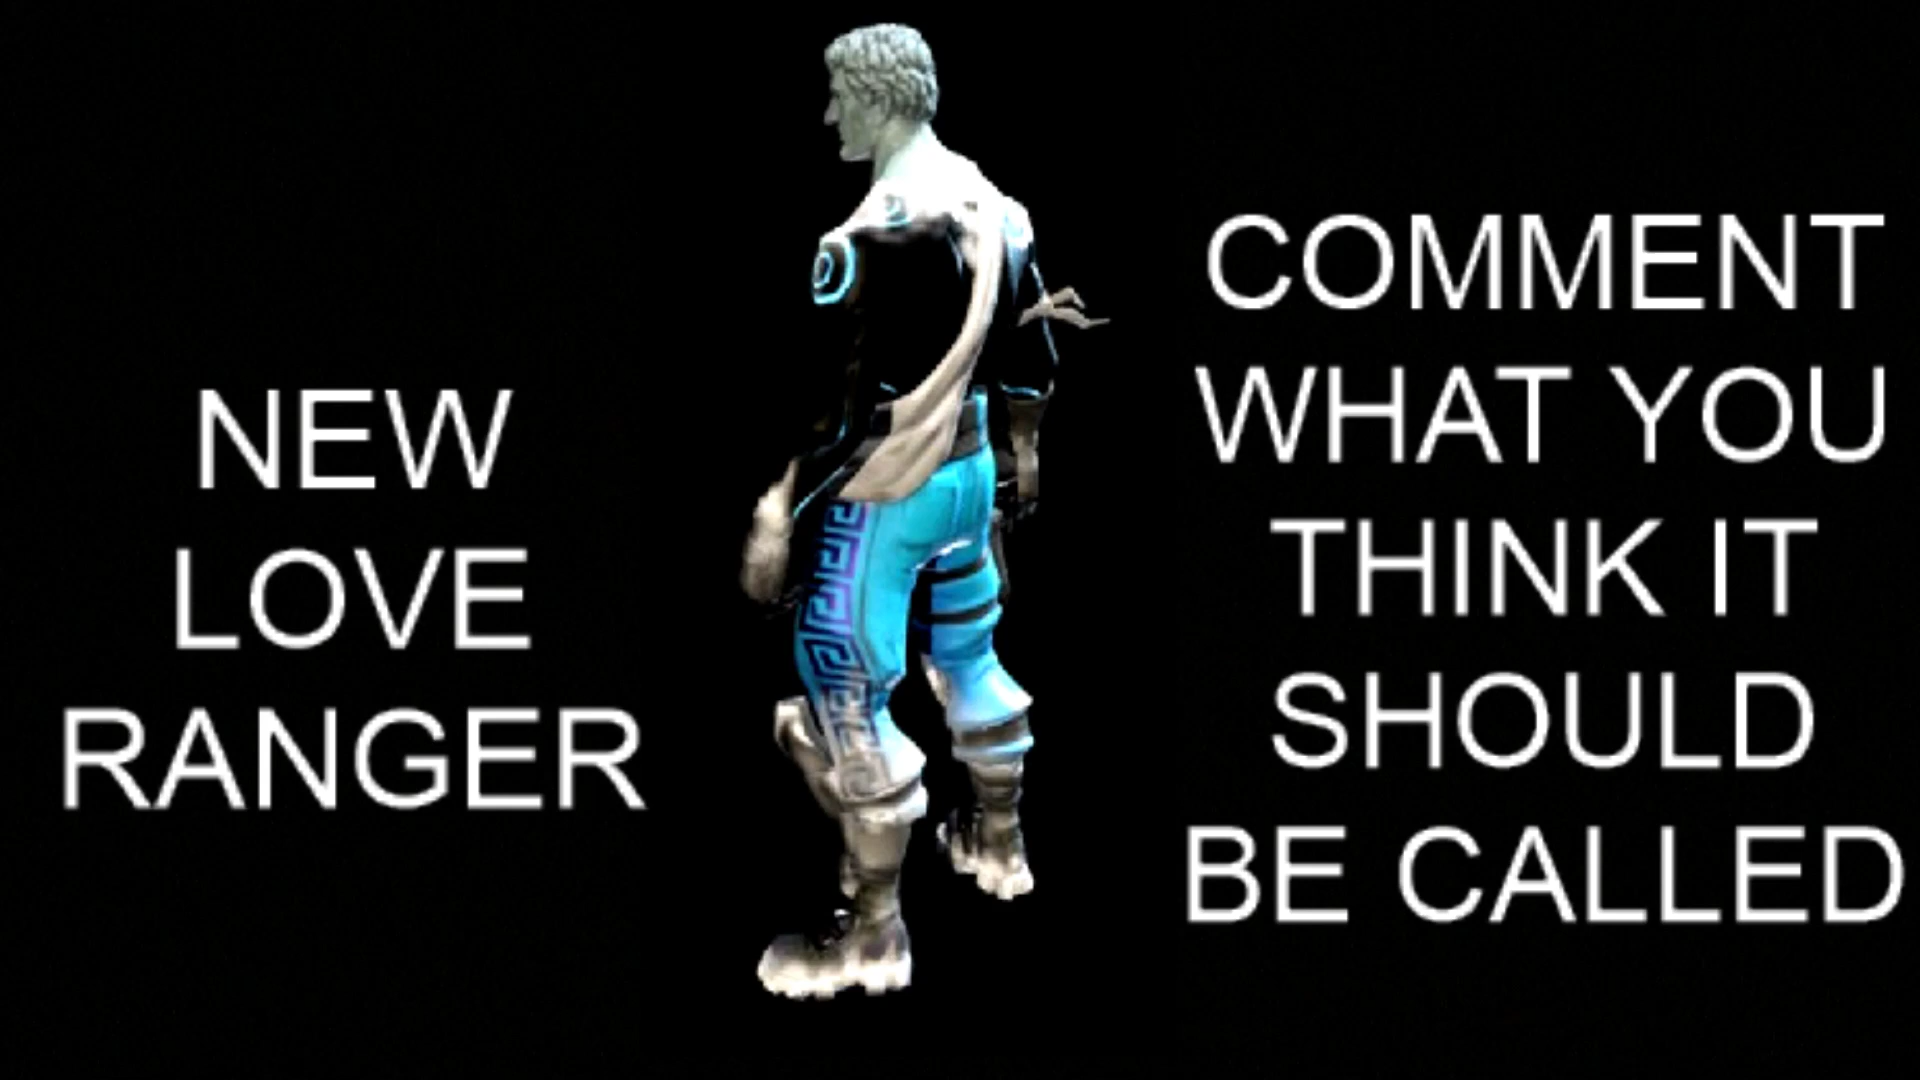 NEW
LOVE
RANGER
COMMENT
WHAT YOU
THINK IT
SHOULD
BE CALLED